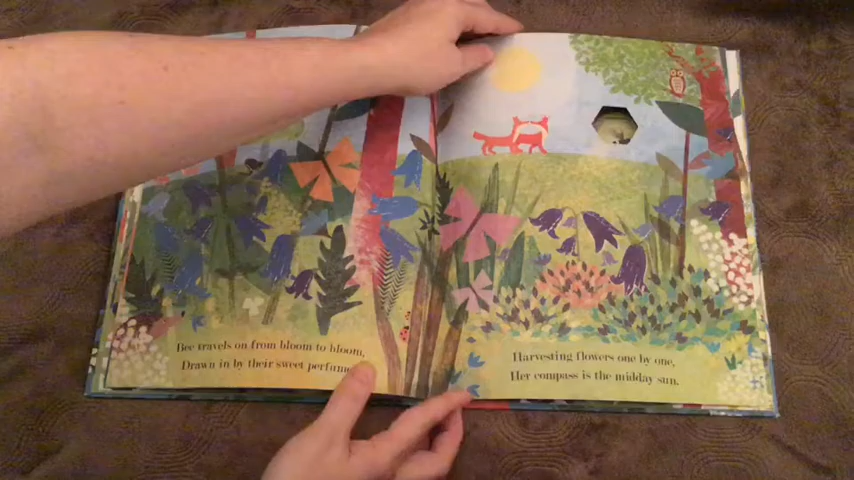 Bee travels on from bloom to bloom,
Drawn in by their sweet perfume.
Harvesting flowers one by one,
Her compass is the midday sun.